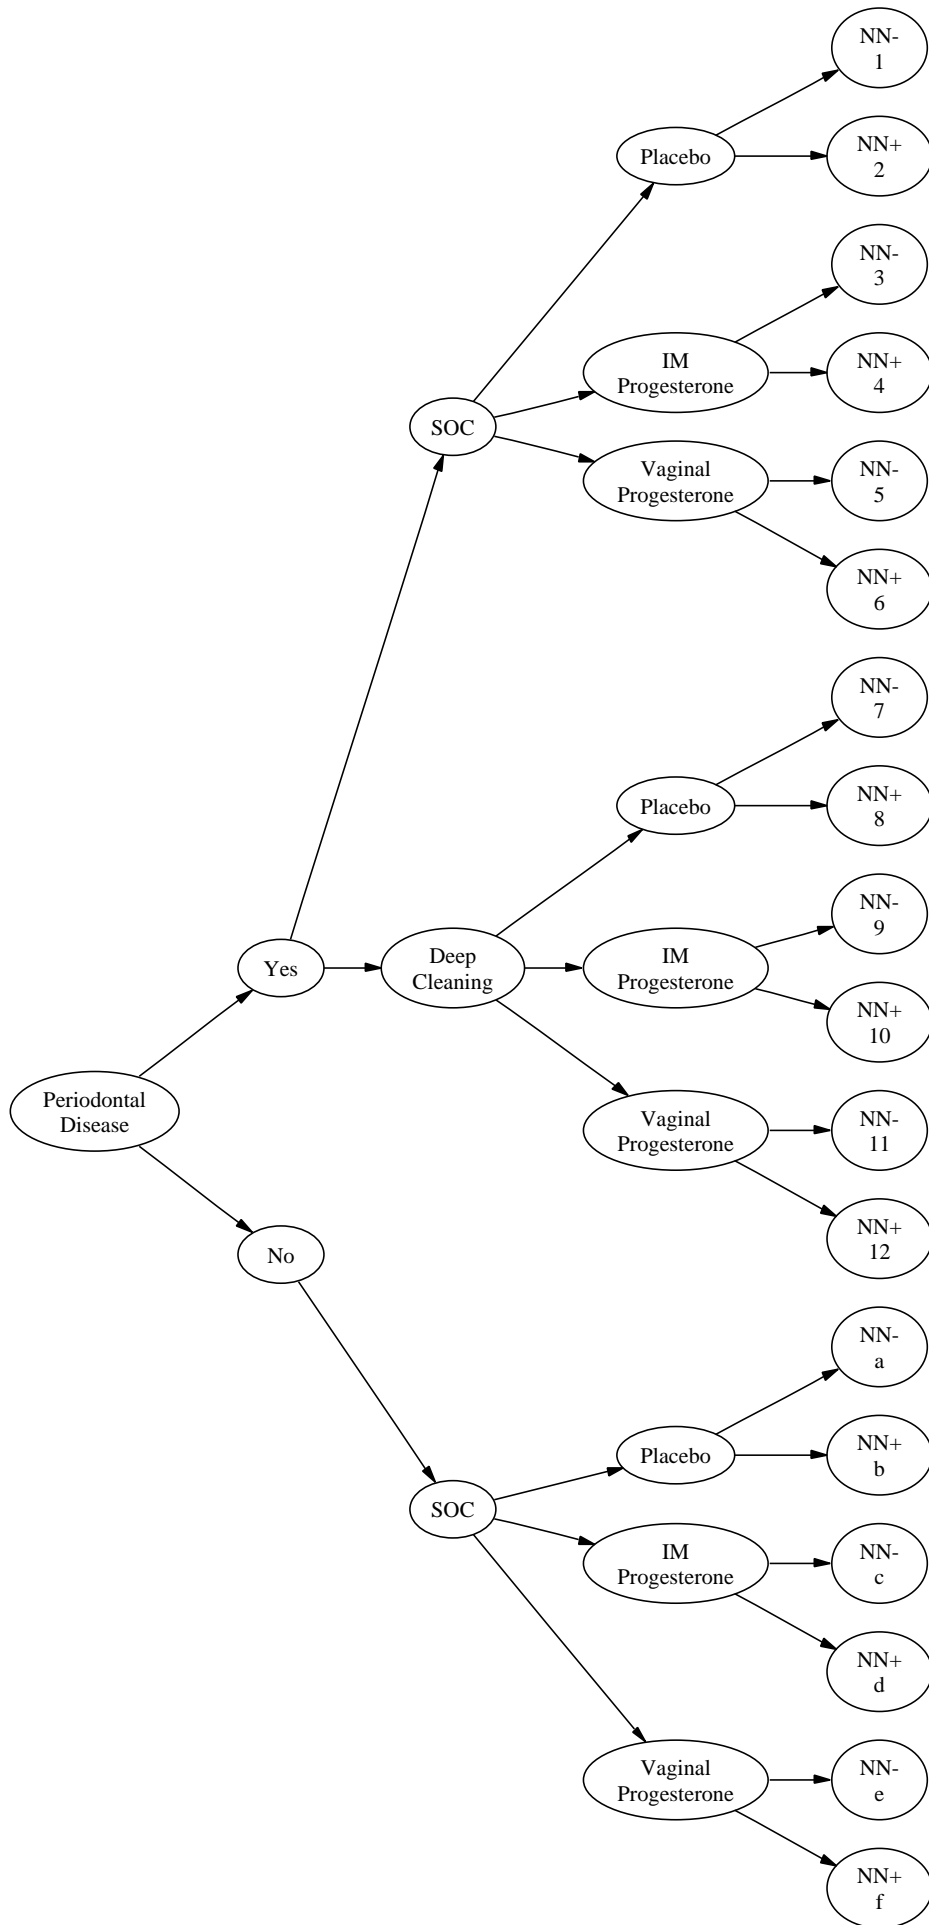 NN-
1
Placebo
NN+
2
NN-
3
IM
Progesterone
NN+
4
SOC
Vaginal
Progesterone
NN-
5
NN+
6
NN-
7
Placebo
NN+
8
NN-
9
Yes
Deep
Cleaning
IM
Progesterone
NN+
10
Periodontal
Disease
Vaginal
Progesterone
NN-
11
NN+
12
No
NN-
a
Placebo
NN+
b
SOC
IM
Progesterone
NN-
c
NN+
d
Vaginal
Progesterone
NN-
e
NN+
f